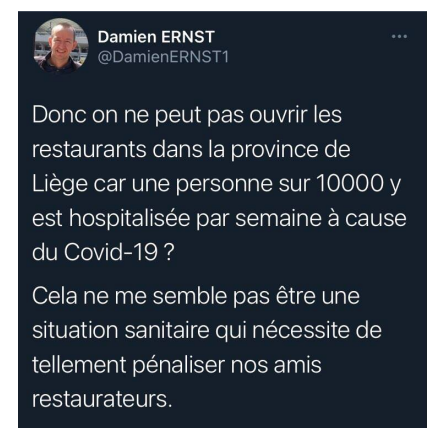 Damien ERNST
@DamienERNST1
Donc on ne peut pas ouvrir les
restaurants dans la province de
Liège car une personne sur 10000 y
est hospitalisée par semaine à cause
du Covid-19 ?
Cela ne me semble pas être une
situation sanitaire qui nécessite de
tellement pénaliser nos amis
restaurateurs.